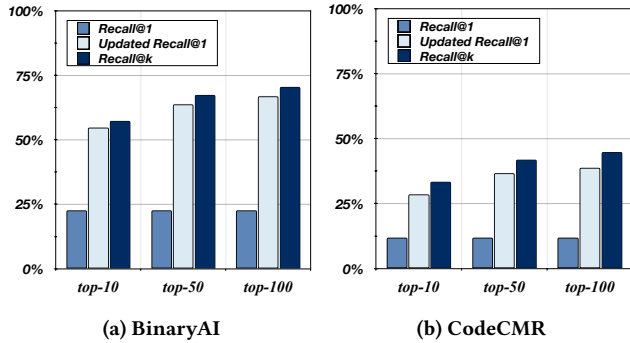 100%
75%
50%
25%
0%
Recall@1
Updated Recall@1
Recall@k
top-10 top-50 top-100
(a) BinaryAI
100%
75%
50%
25%
0%
Recall@1
Updated Recall@1
Recall@k
top-10 top-50 top-100
(b) CodeCMR